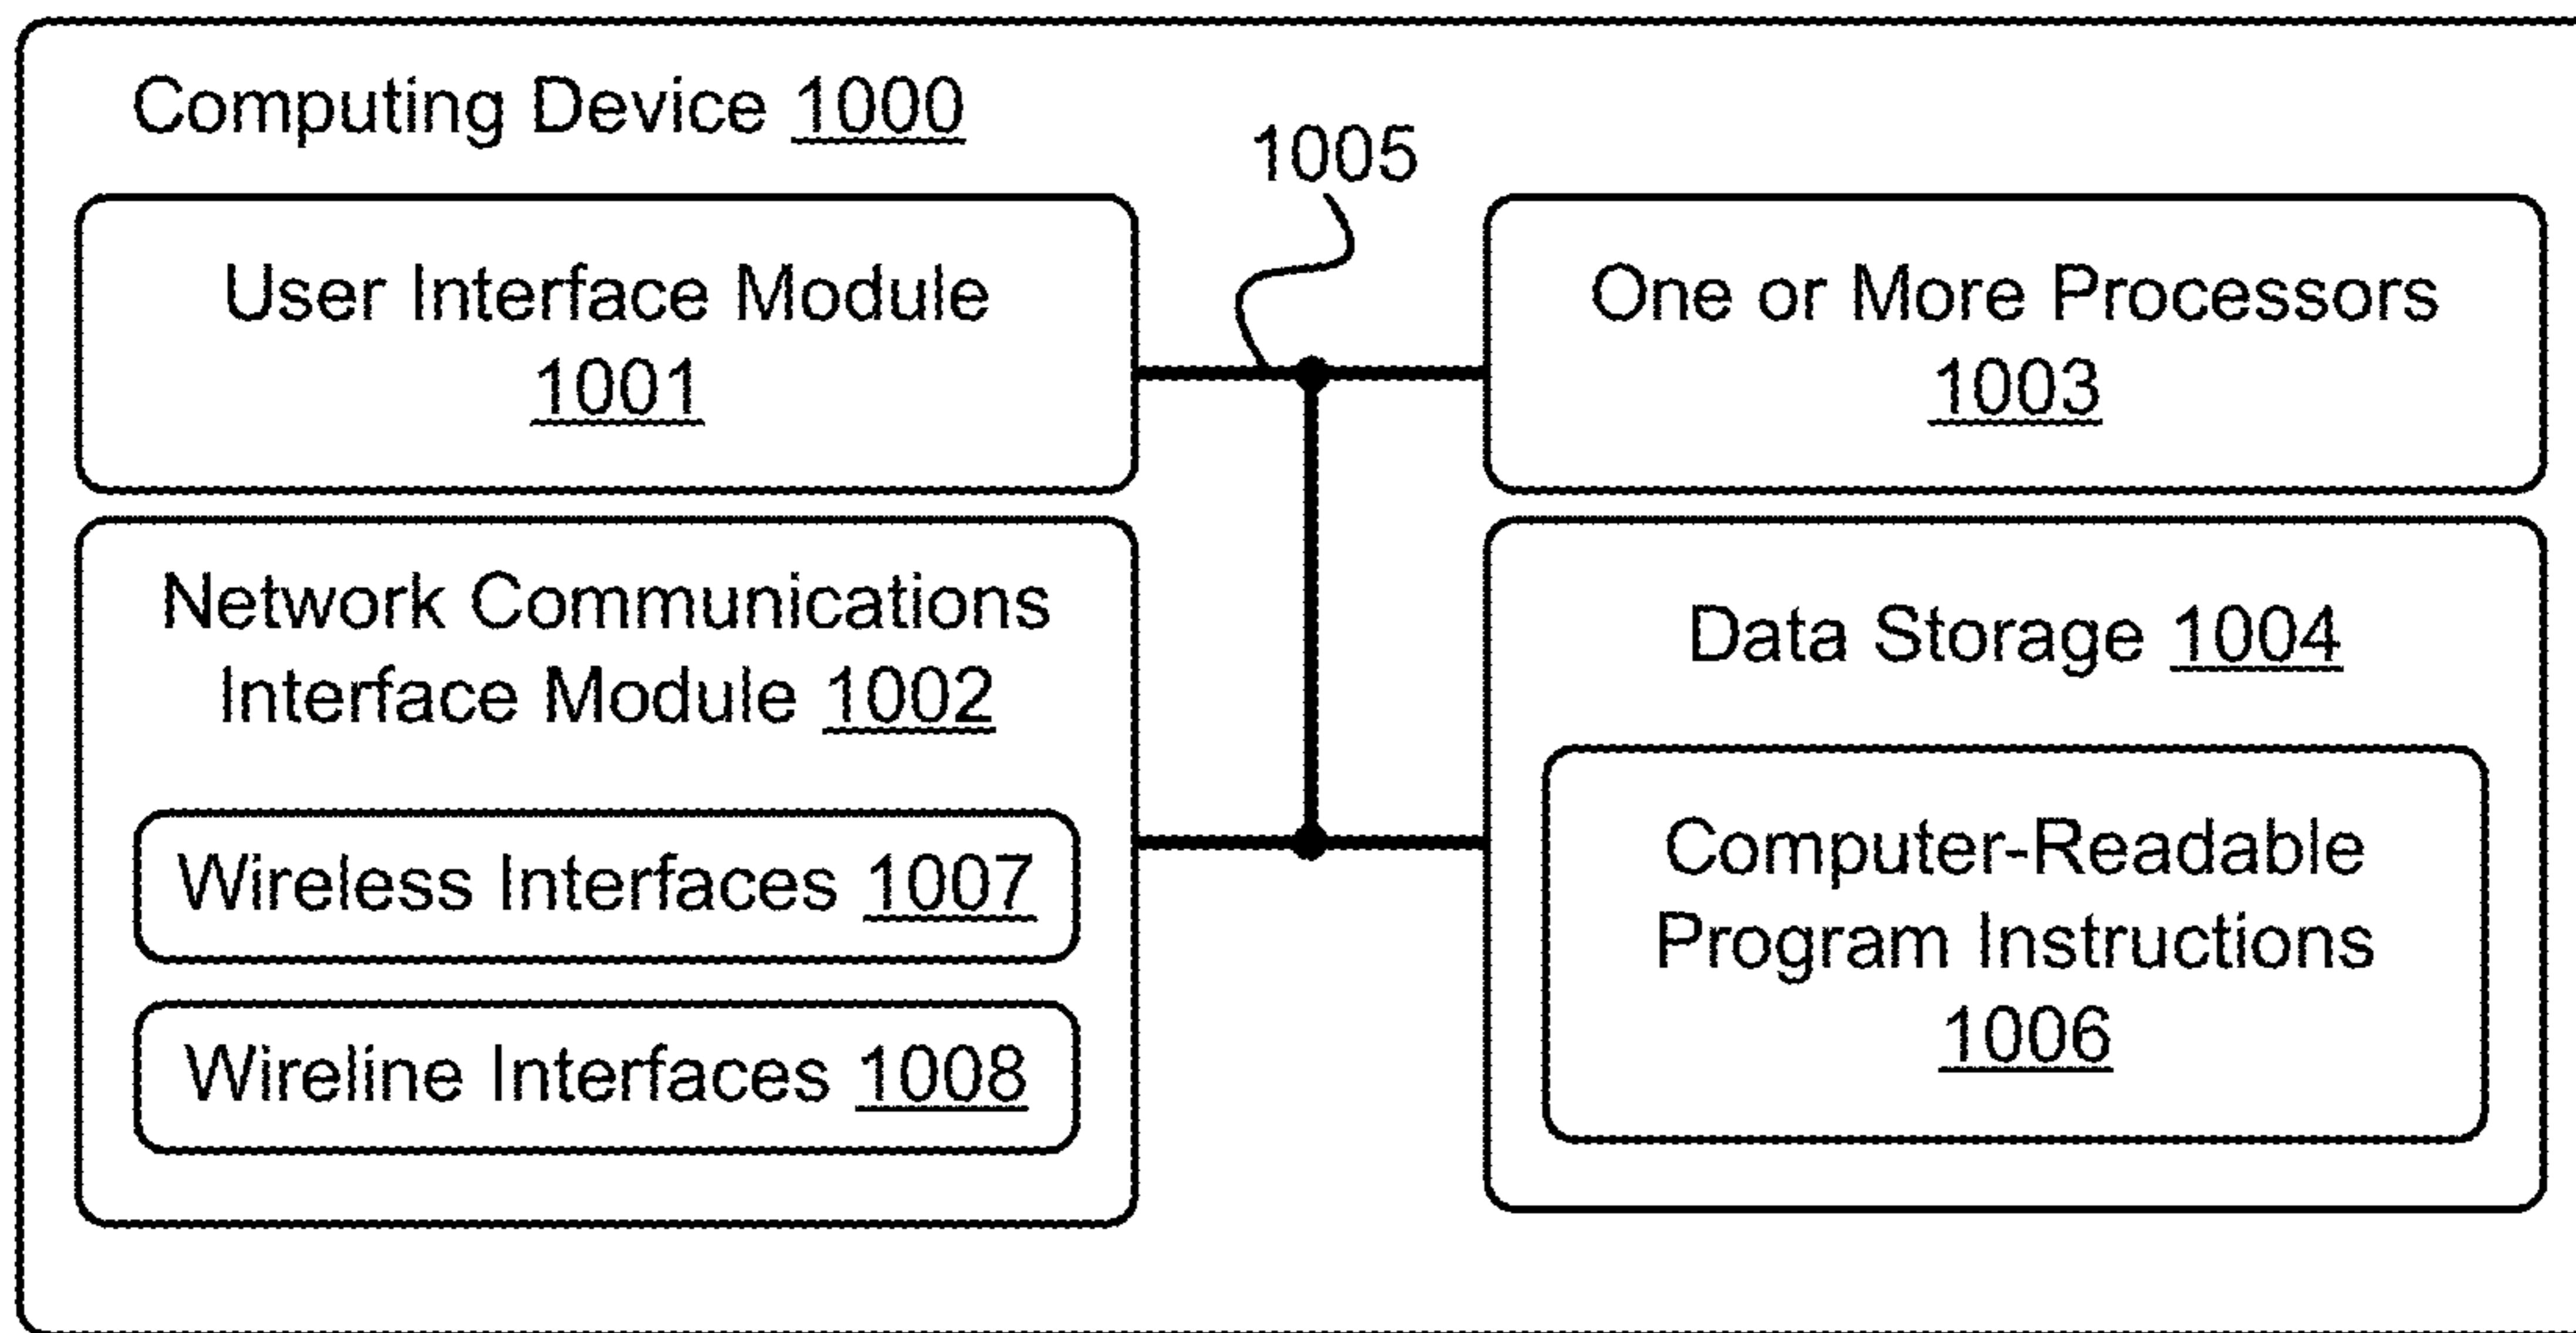 Computing Device 1000
1005
User Interface Module
1001
One or More Processors
1003
Network Communications
Interface Module 1002
Wireless Interfaces 1007
Wireline Interfaces 1008
Data Storage 1004
Computer-Readable
Program Instructions
1006